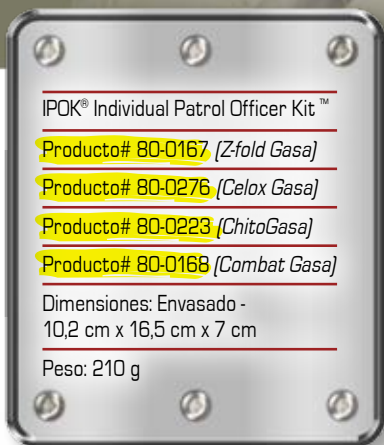 IPOK® Individual Patrol Officer Kit ™
Producto# 80-0167 (Z-fold Gasa)
Producto# 80-0276 (Celox Gasa)
Producto# 80-0223 (ChitoGasa)
Producto# 80-0168 (Combat Gasa)
Dimensiones: Envasado -
10,2 cm x 16,5 cm x 7 cm
Peso: 210 g